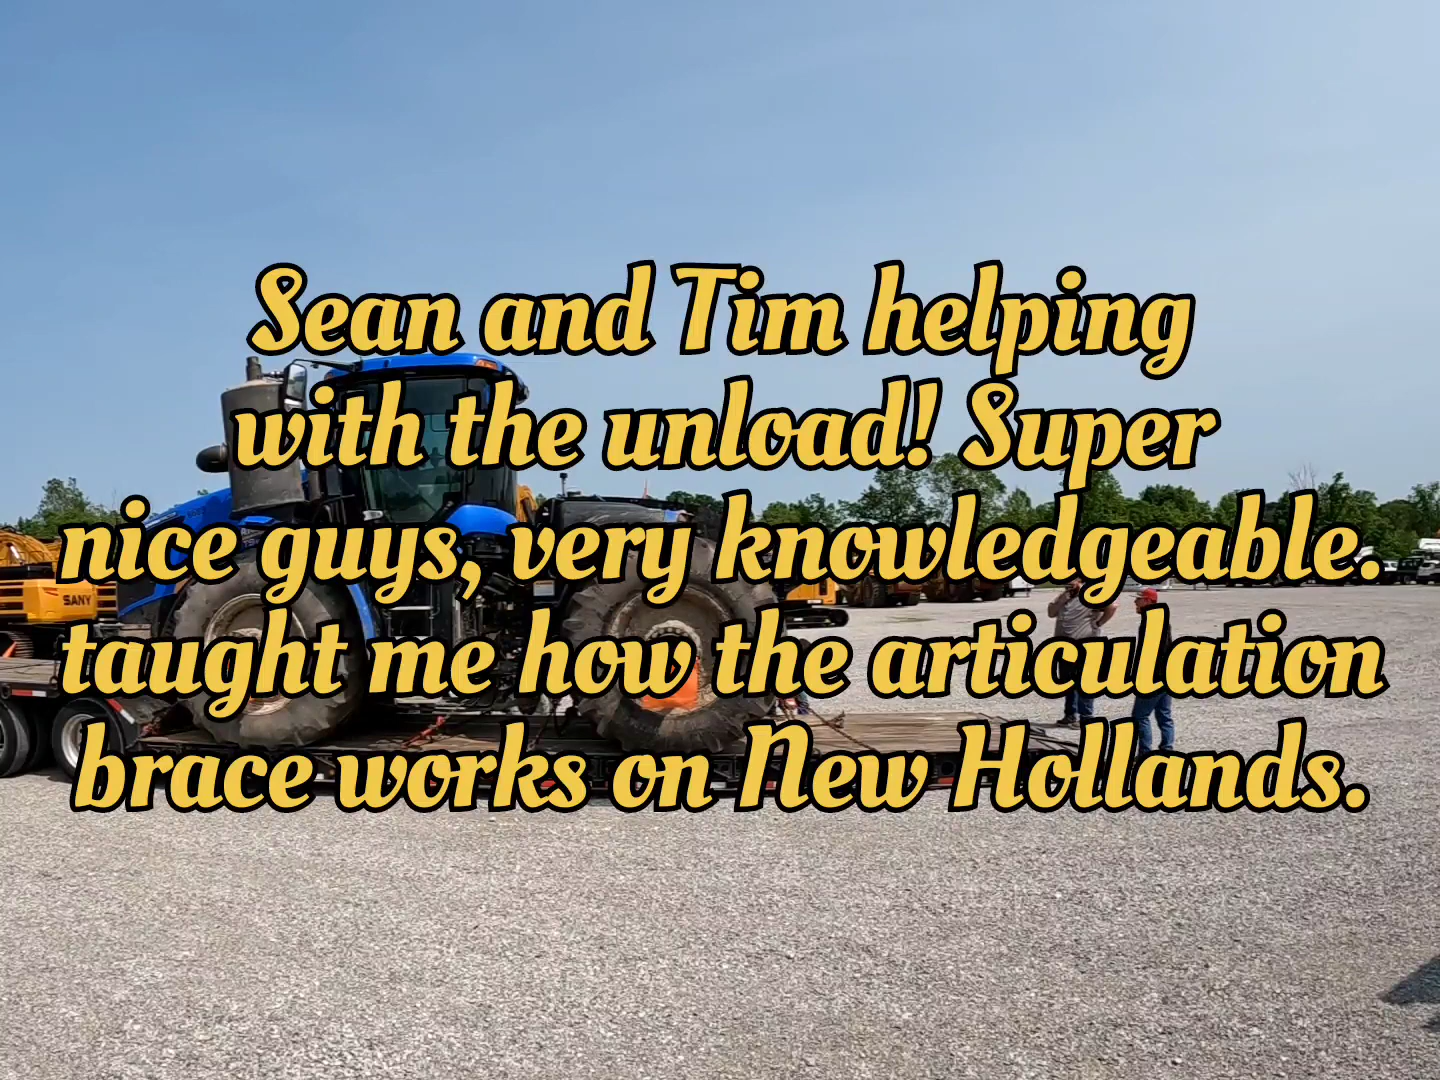 Sean and Tim helping
with the unload! Super
nice guys, very knowledgeable.
taught me how the articulation
brace works on New Hollands.
SANY